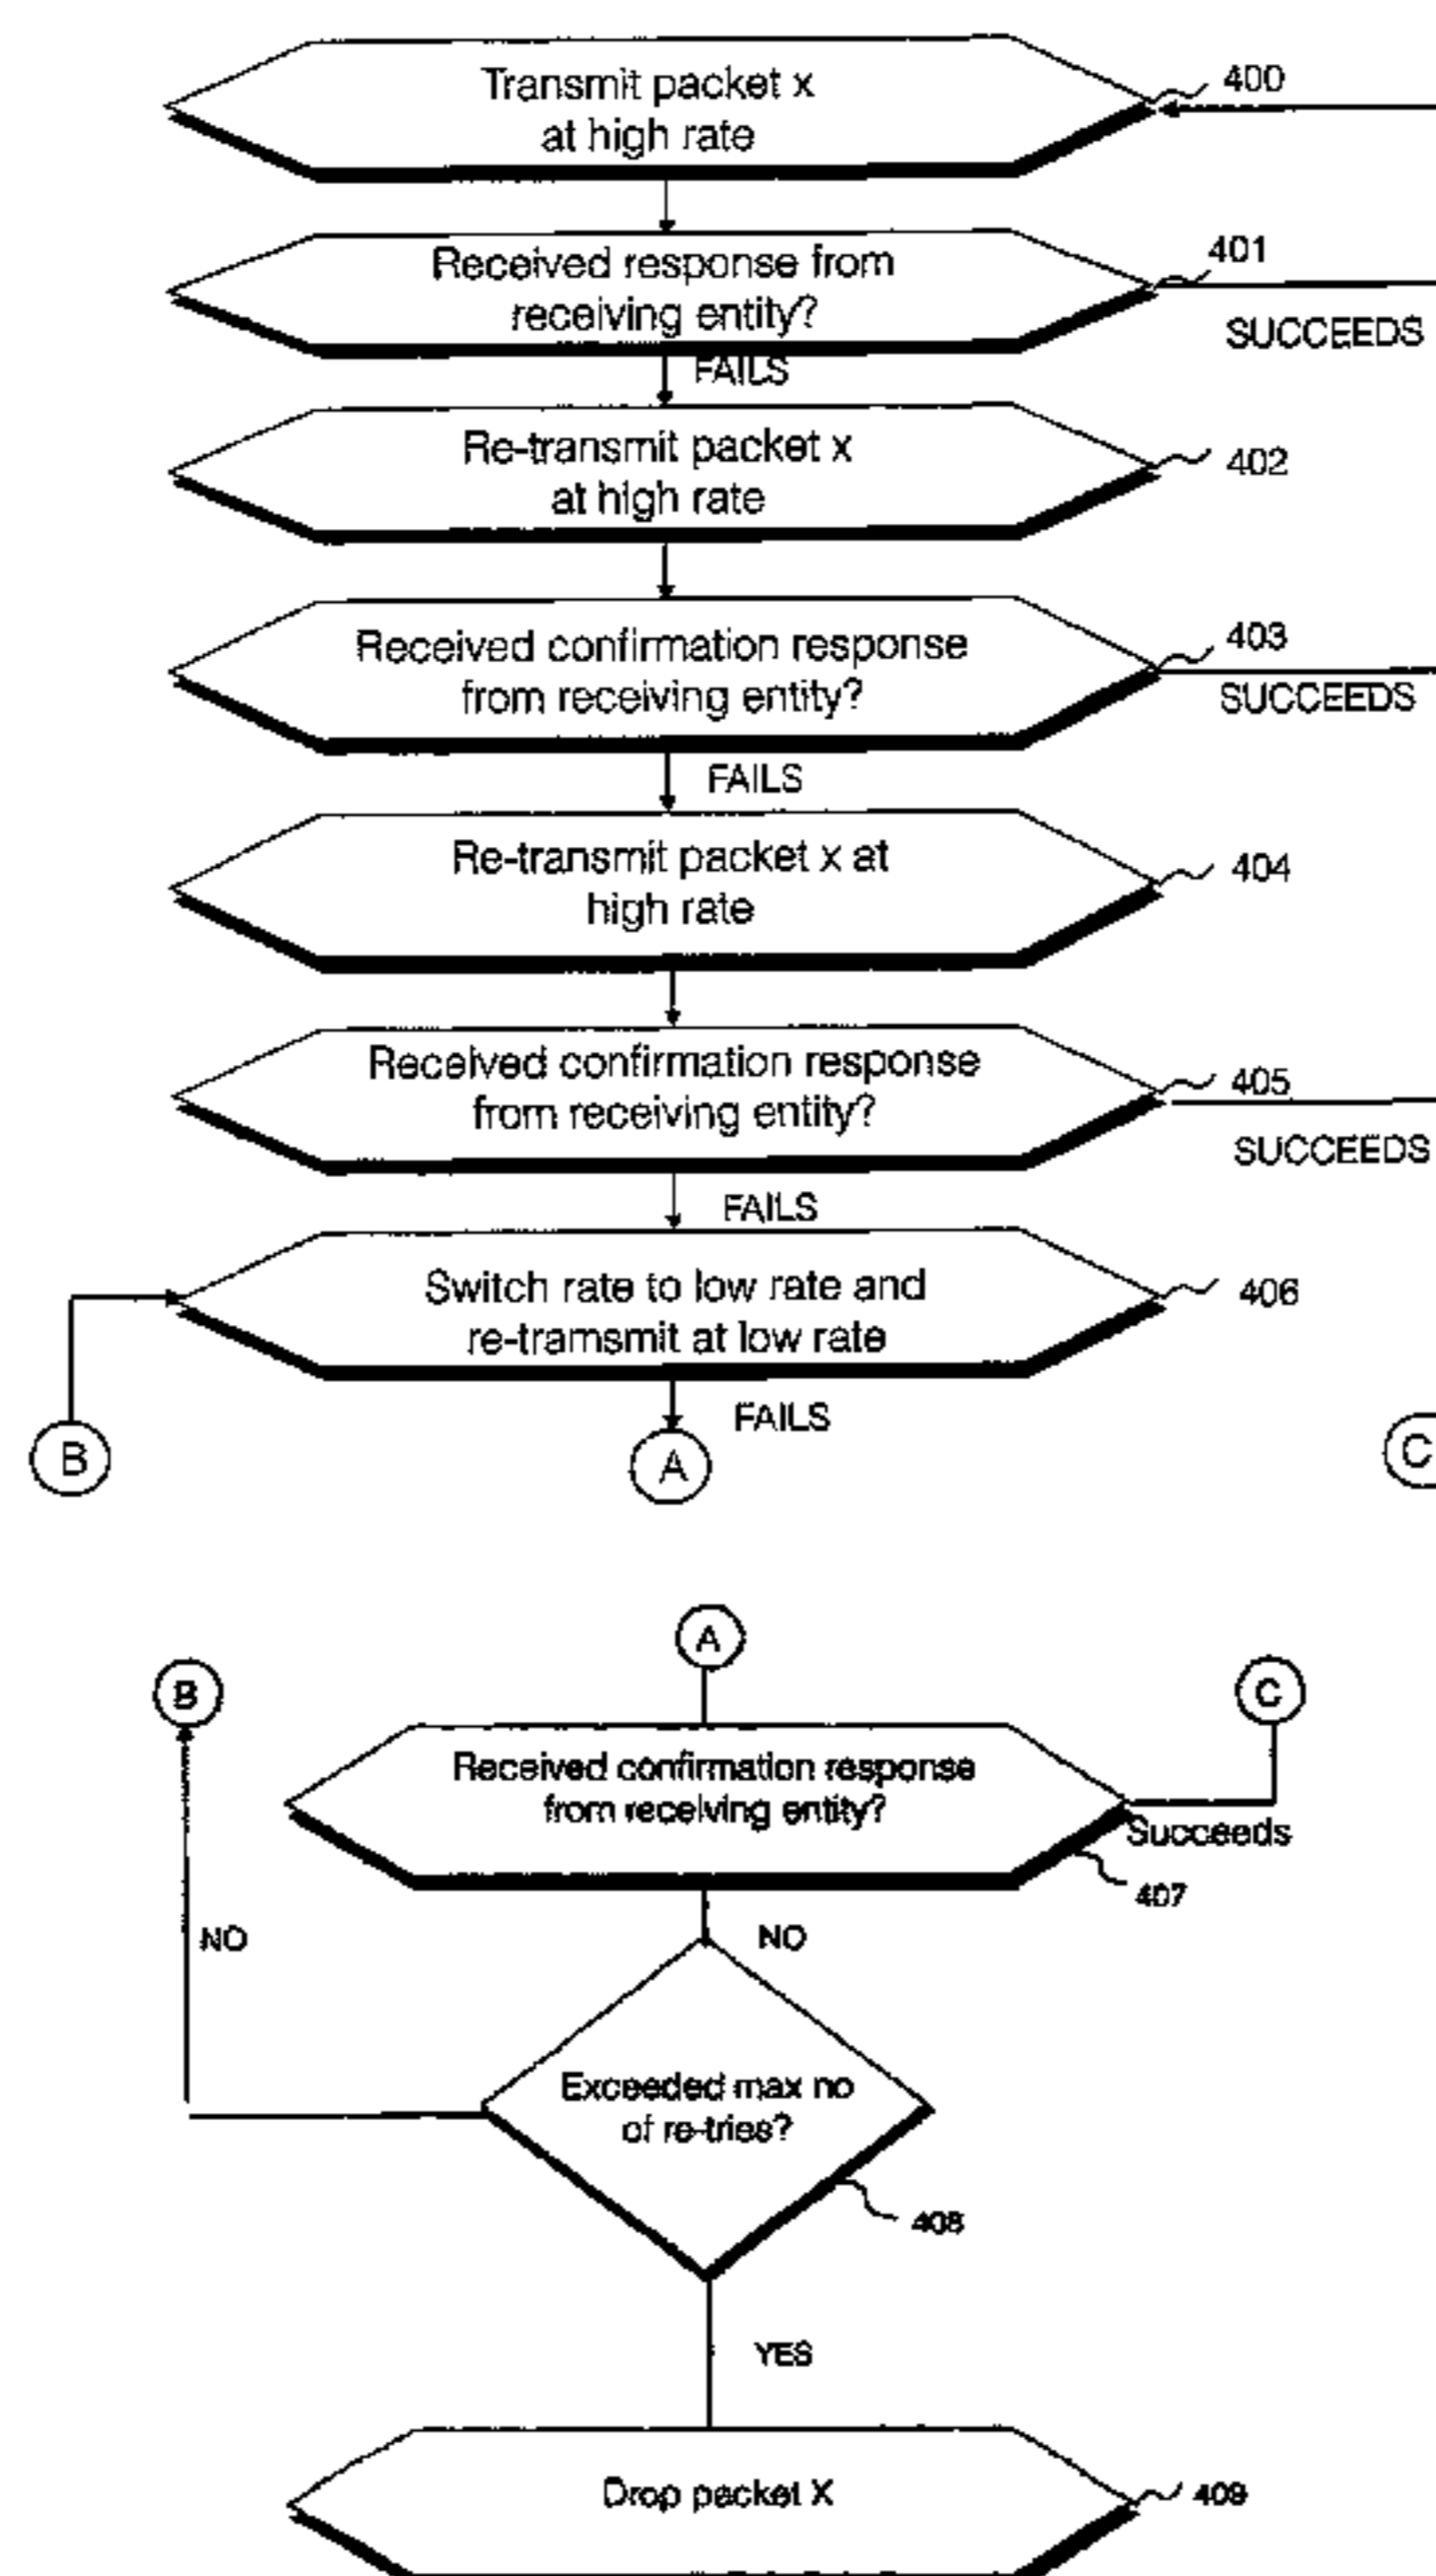 Transmit packet x
at high rate
400
Received response from
receiving entity?
401
SUCCEEDS
FAILS
Re-transmit packet x
at high rate
402
Received confirmation response
from receiving entity?
403
SUCCEEDS
FAILS
Re-transmit packet x at
high rate
404
Received confirmation response
from receiving entity?
405
SUCCEEDS
FAILS
Switch rate to low rate and
re-tramsmit at low rate
406
FAILS
B
A
C
A
B
C
Received confirmation response
from receiving entity?
Succeeds
407
NO
NO
Exceeded max no
of re-tries?
408
YES
Drop packet X
409